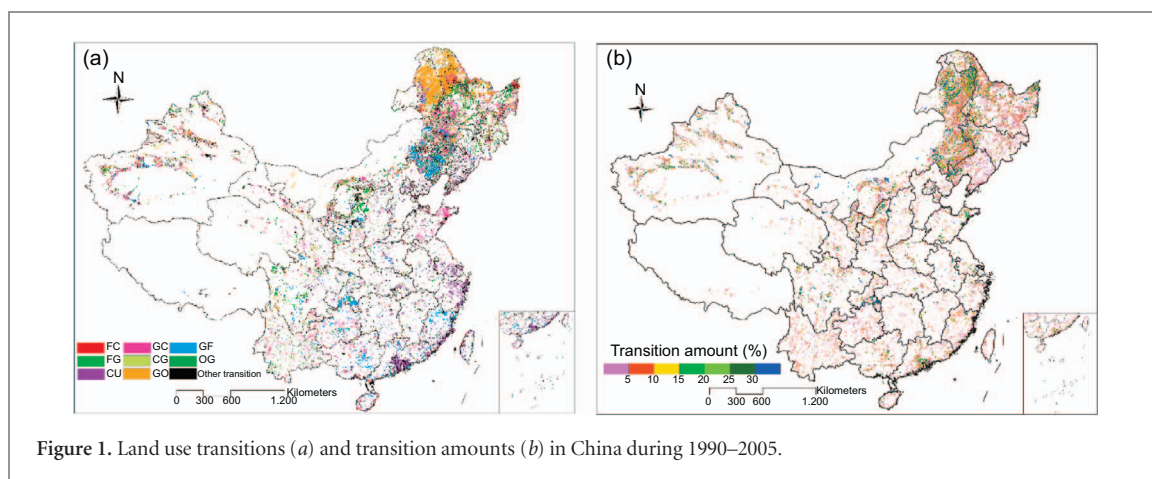 (a)
N
FC GC GF
FG CG OG
CU GO Other transition
Kilometers
0 300 600 1.200
(b)
N
Transition amount (%)
5 10 15 20 25 30
Kilometers
0 300 600 1.200
Figure 1. Land use transitions (a) and transition amounts (b) in China during 1990–2005.